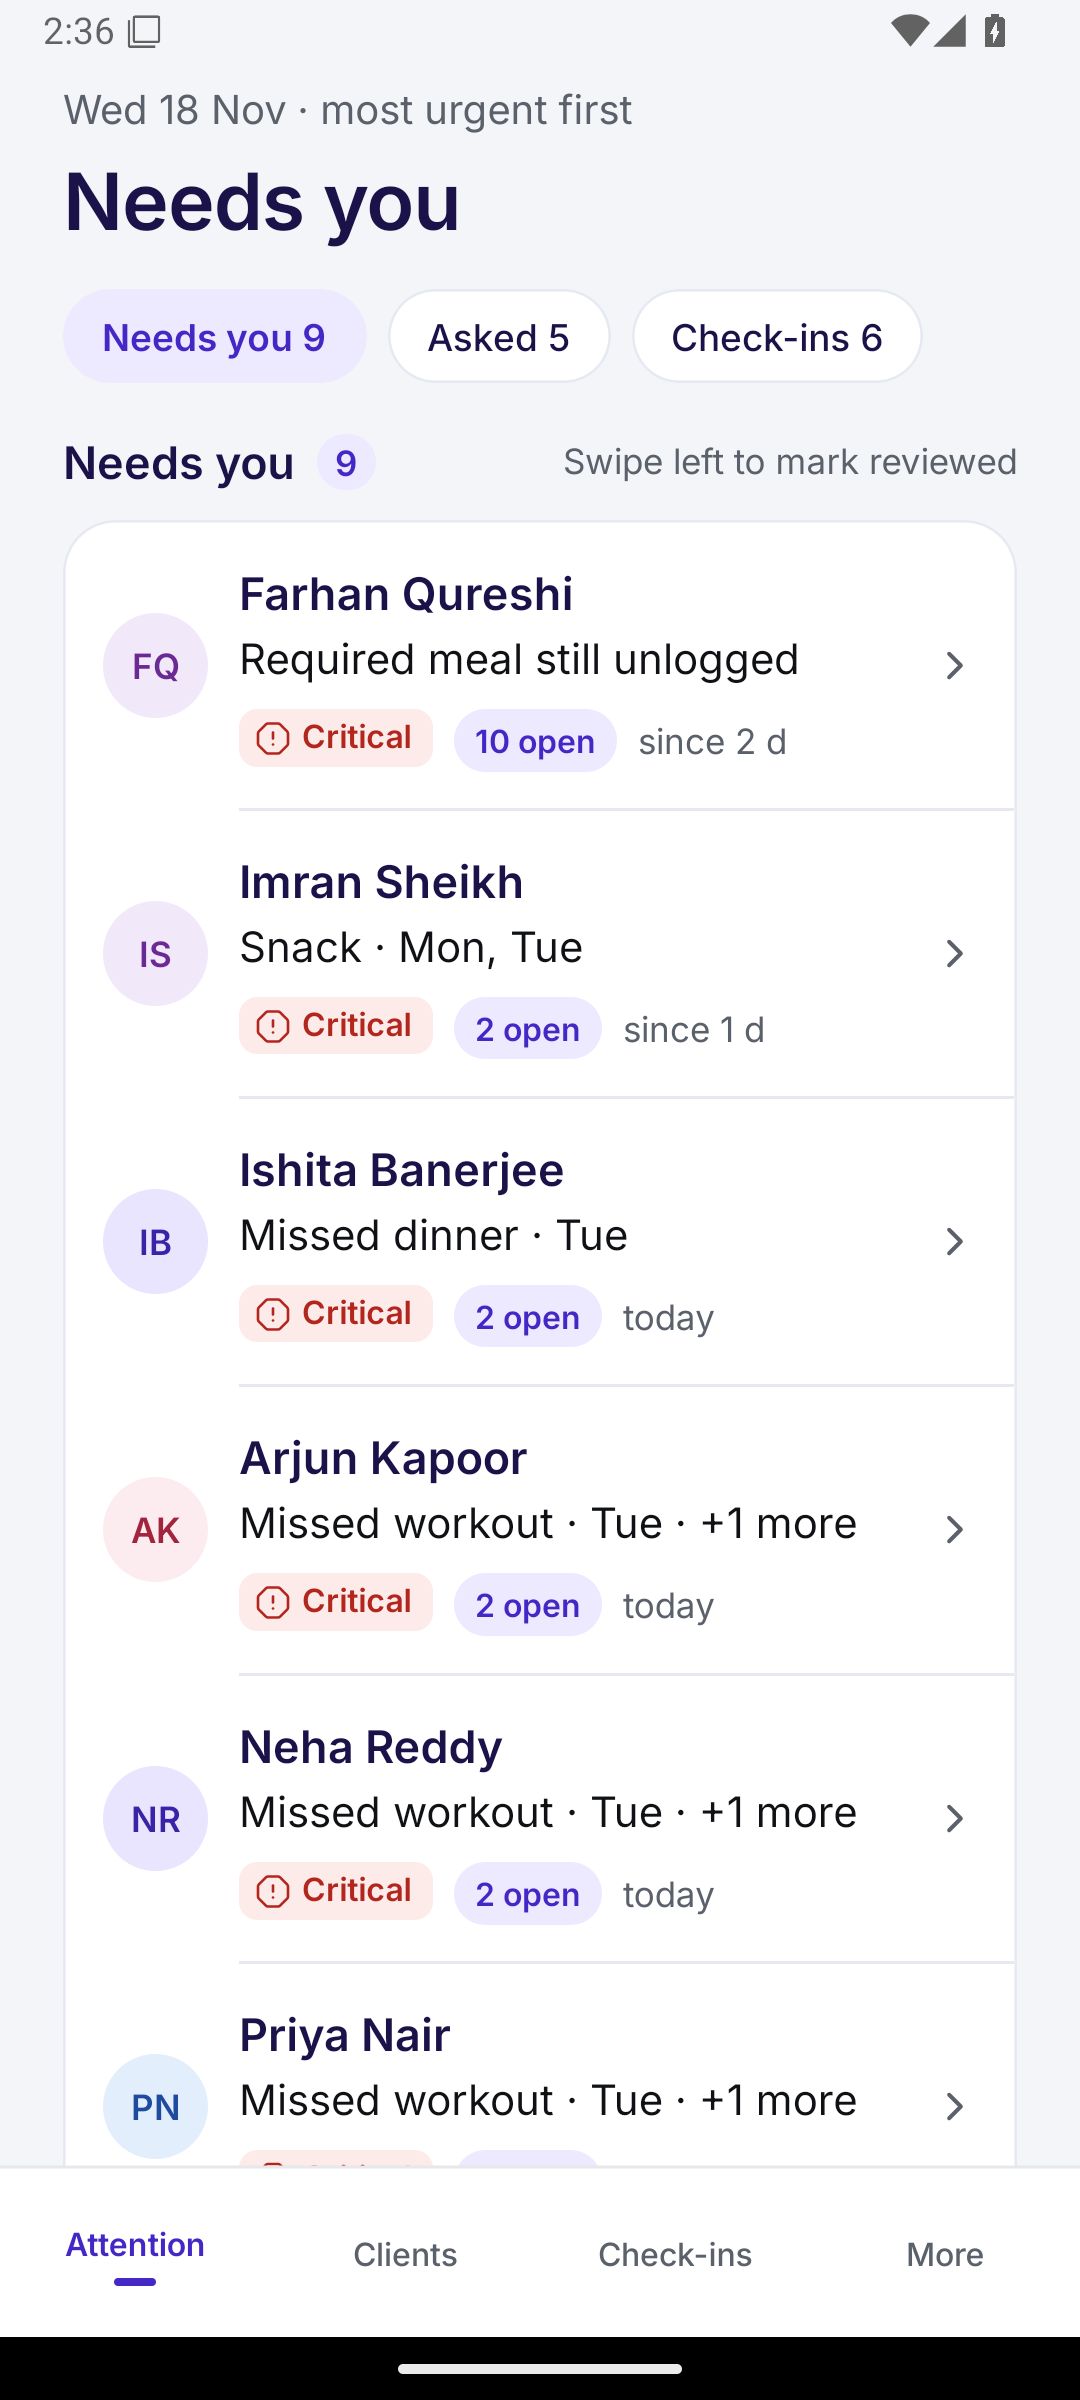 2:36
Wed 18 Nov · most urgent first
Needs you
Needs you 9
Asked 5
Check-ins 6
Needs you 9
Swipe left to mark reviewed
Farhan Qureshi
FQ
Required meal still unlogged
Critical
10 open
since 2 d
Imran Sheikh
IS
Snack · Mon, Tue
Critical
2 open
since 1 d
Ishita Banerjee
IB
Missed dinner · Tue
Critical
2 open
today
Arjun Kapoor
AK
Missed workout · Tue · +1 more
Critical
2 open
today
Neha Reddy
NR
Missed workout · Tue · +1 more
Critical
2 open
today
Priya Nair
PN
Missed workout · Tue · +1 more
Attention
Clients
Check-ins
More